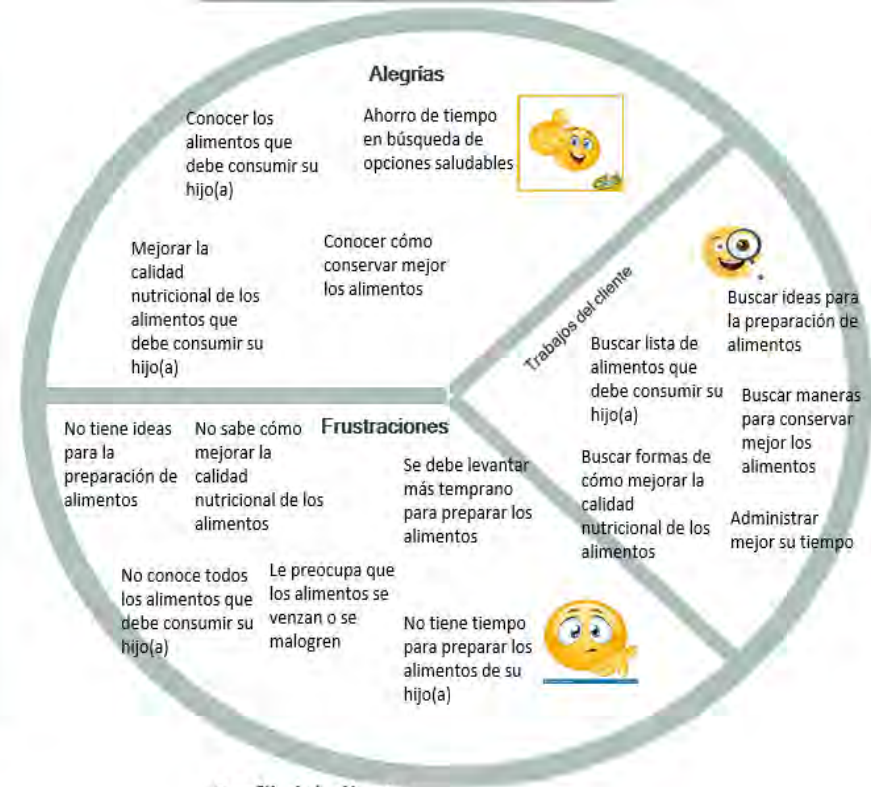 Alegrías
Conocer los
alimentos que
debe consumir su
hijo(a)
Ahorro de tiempo
en búsqueda de
opciones saludables
Mejorar la
calidad
nutricional de los
alimentos que
debe consumir su
hijo(a)
Conocer cómo
conservar mejor
los alimentos
Trabajos del cliente
Buscar ideas para
la preparación de
alimentos
Buscar lista de
alimentos que
debe consumir su
hijo(a)
Buscar maneras
para conservar
mejor los
alimentos
Buscar formas de
cómo mejorar la
calidad
nutricional de los
alimentos
Administrar
mejor su tiempo
Frustraciones
No tiene ideas
para la
preparación de
alimentos
No sabe cómo
mejorar la
calidad
nutricional de los
alimentos
Se debe levantar
más temprano
para preparar los
alimentos
No conoce todos
los alimentos que
debe consumir su
hijo(a)
Le preocupa que
los alimentos se
venzan o se
malogren
No tiene tiempo
para preparar los
alimentos de su
hijo(a)